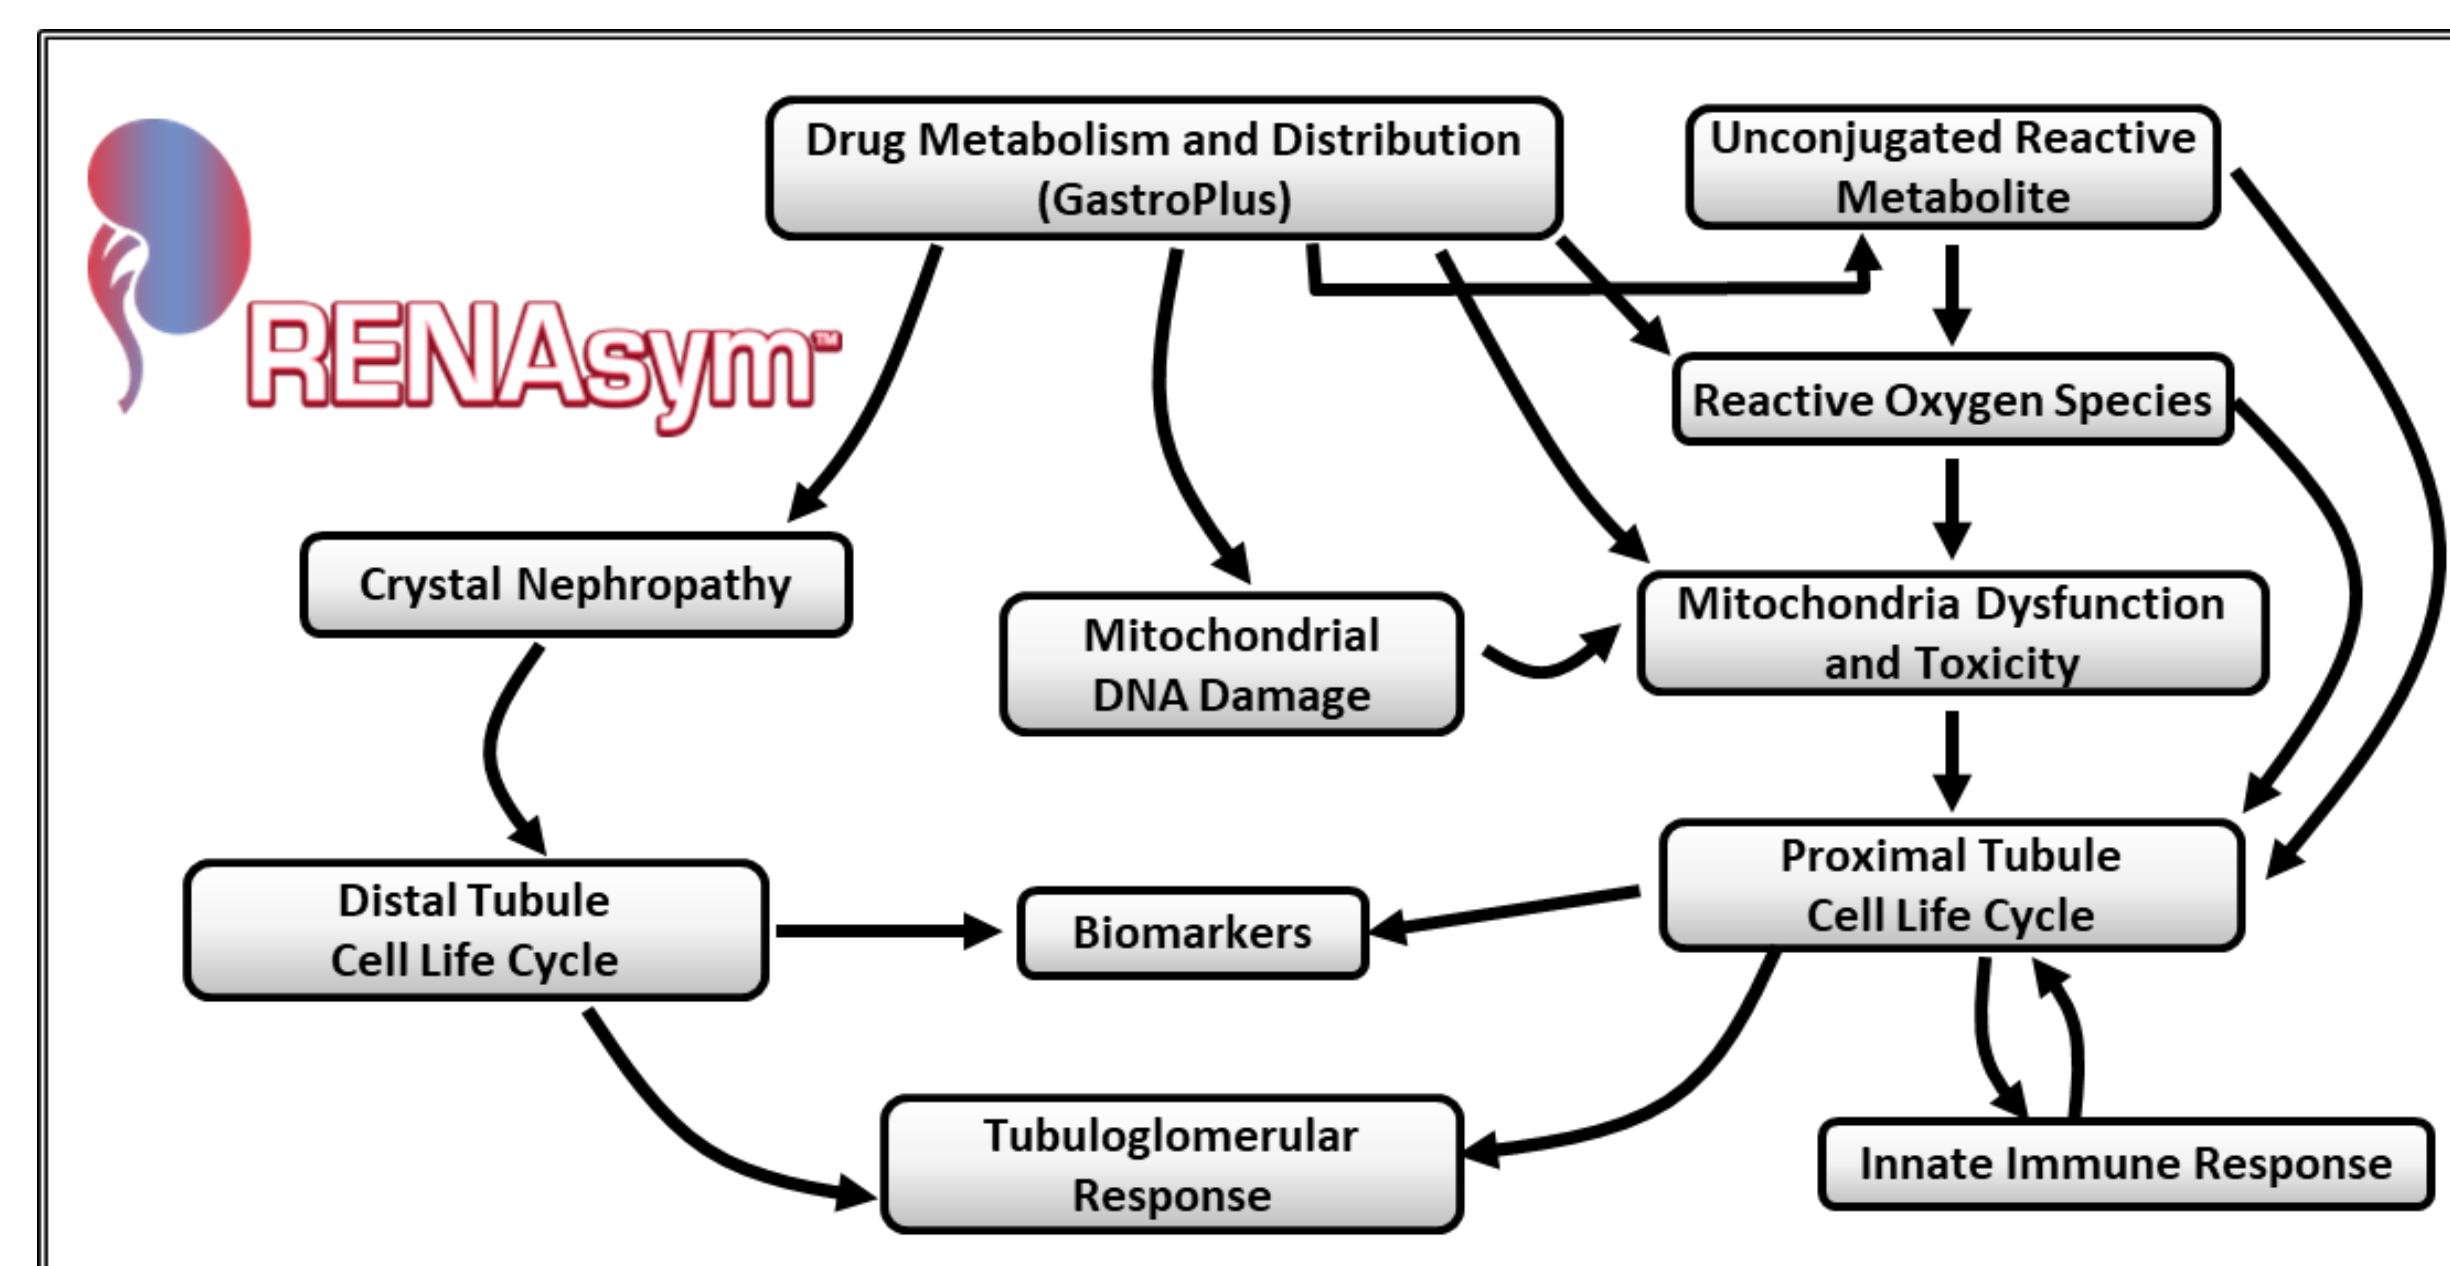 Drug Metabolism and Distribution
(GastroPlus)
Unconjugated Reactive
Metabolite
RENAsym™
Reactive Oxygen Species
Crystal Nephropathy
Mitochondrial
DNA Damage
Mitochondria Dysfunction
and Toxicity
Distal Tubule
Cell Life Cycle
Biomarkers
Proximal Tubule
Cell Life Cycle
Tubuloglomerular
Response
Innate Immune Response